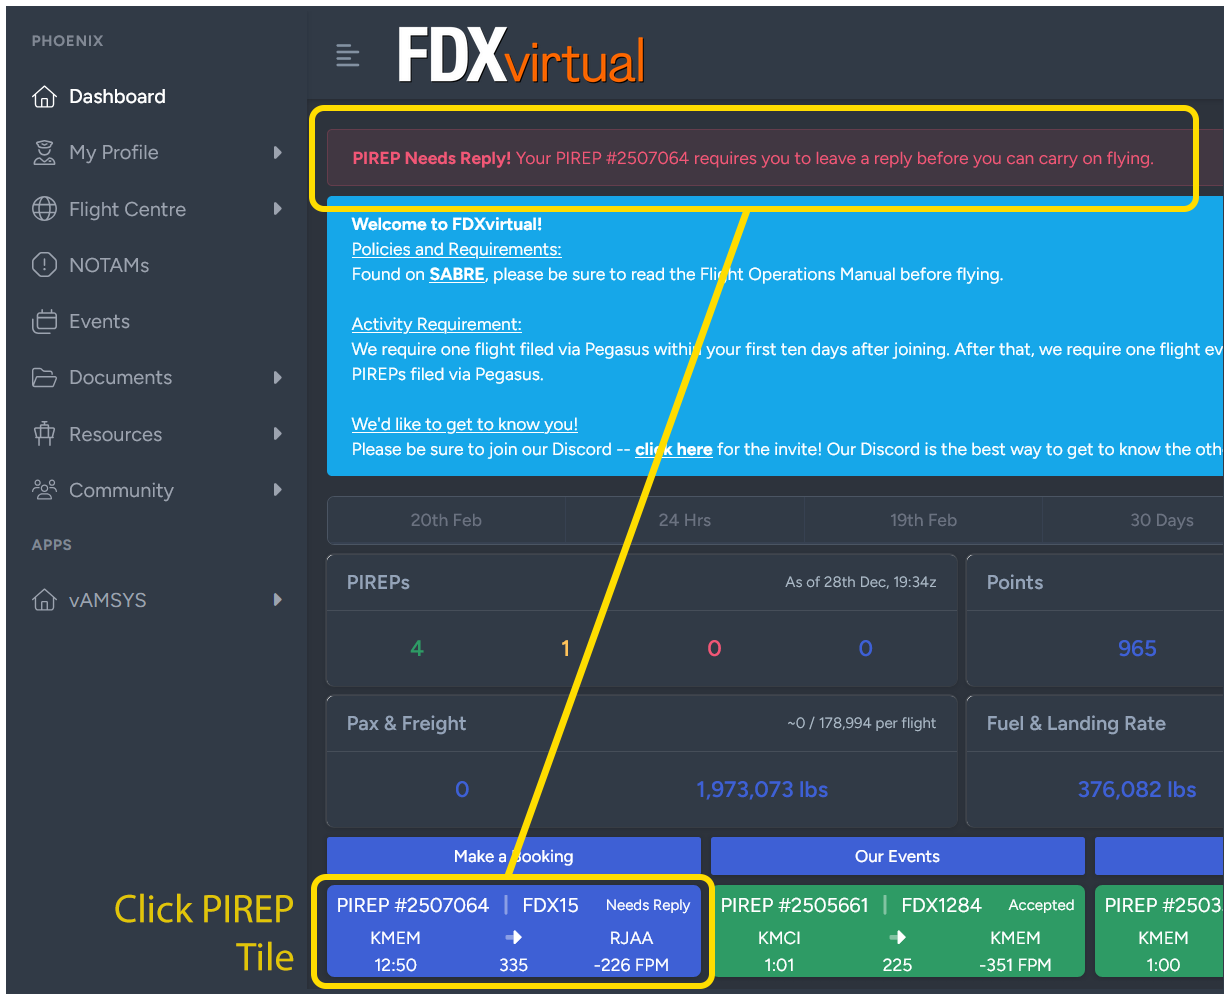 PHOENIX
Dashboard
My Profile
Flight Centre
NOTAMs
Events
Documents
Resources
Community
APPS
vAMSYS
FDXvirtual
PIREP Needs Reply! Your PIREP #2507064 requires you to leave a reply before you can carry on flying.
Welcome to FDXvirtual!
Policies and Requirements:
Found on SABRE, please be sure to read the Flight Operations Manual before flying.
Activity Requirement:
We require one flight filed via Pegasus within your first ten days after joining. After that, we require one flight ev
PIREPs filed via Pegasus.
We'd like to get to know you!
Please be sure to join our Discord -- click here for the invite! Our Discord is the best way to get to know the oth
20th Feb 24 Hrs 19th Feb 30 Days
PIREPs As of 28th Dec, 19:34z
4 1 0 0
Points
965
Pax & Freight ~0 / 178,994 per flight
0 1,973,073 lbs
Fuel & Landing Rate
376,082 lbs
Make a Booking
Our Events
Click PIREP
Tile
PIREP #2507064 | FDX15 Needs Reply
KMEM RJAA
12:50 335 -226 FPM
PIREP #2505661 | FDX1284 Accepted
KMCI KMEM
1:01 225 -351 FPM
PIREP #2503
KMEM
1:00